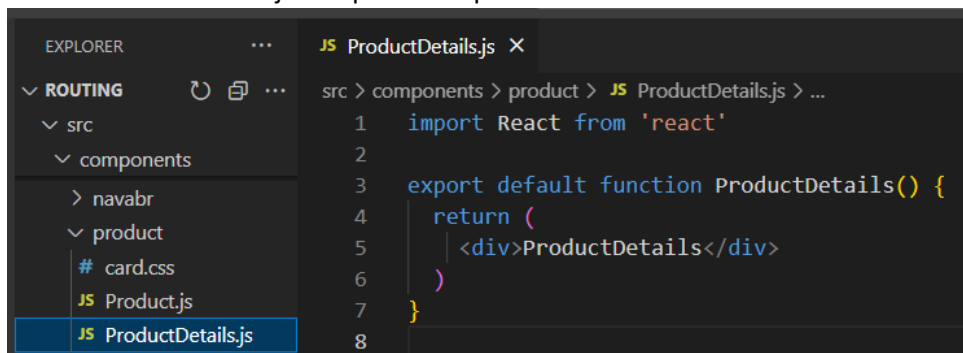 EXPLORER ...
ROUTING ...
src
components
navabr
product
# card.css
JS Product.js
JS ProductDetails.js
JS ProductDetails.js ×
src > components > product > JS ProductDetails.js > ...
1 import React from 'react'
2
3 export default function ProductDetails() {
4 return (
5 <div>ProductDetails</div>
6 )
7 }
8